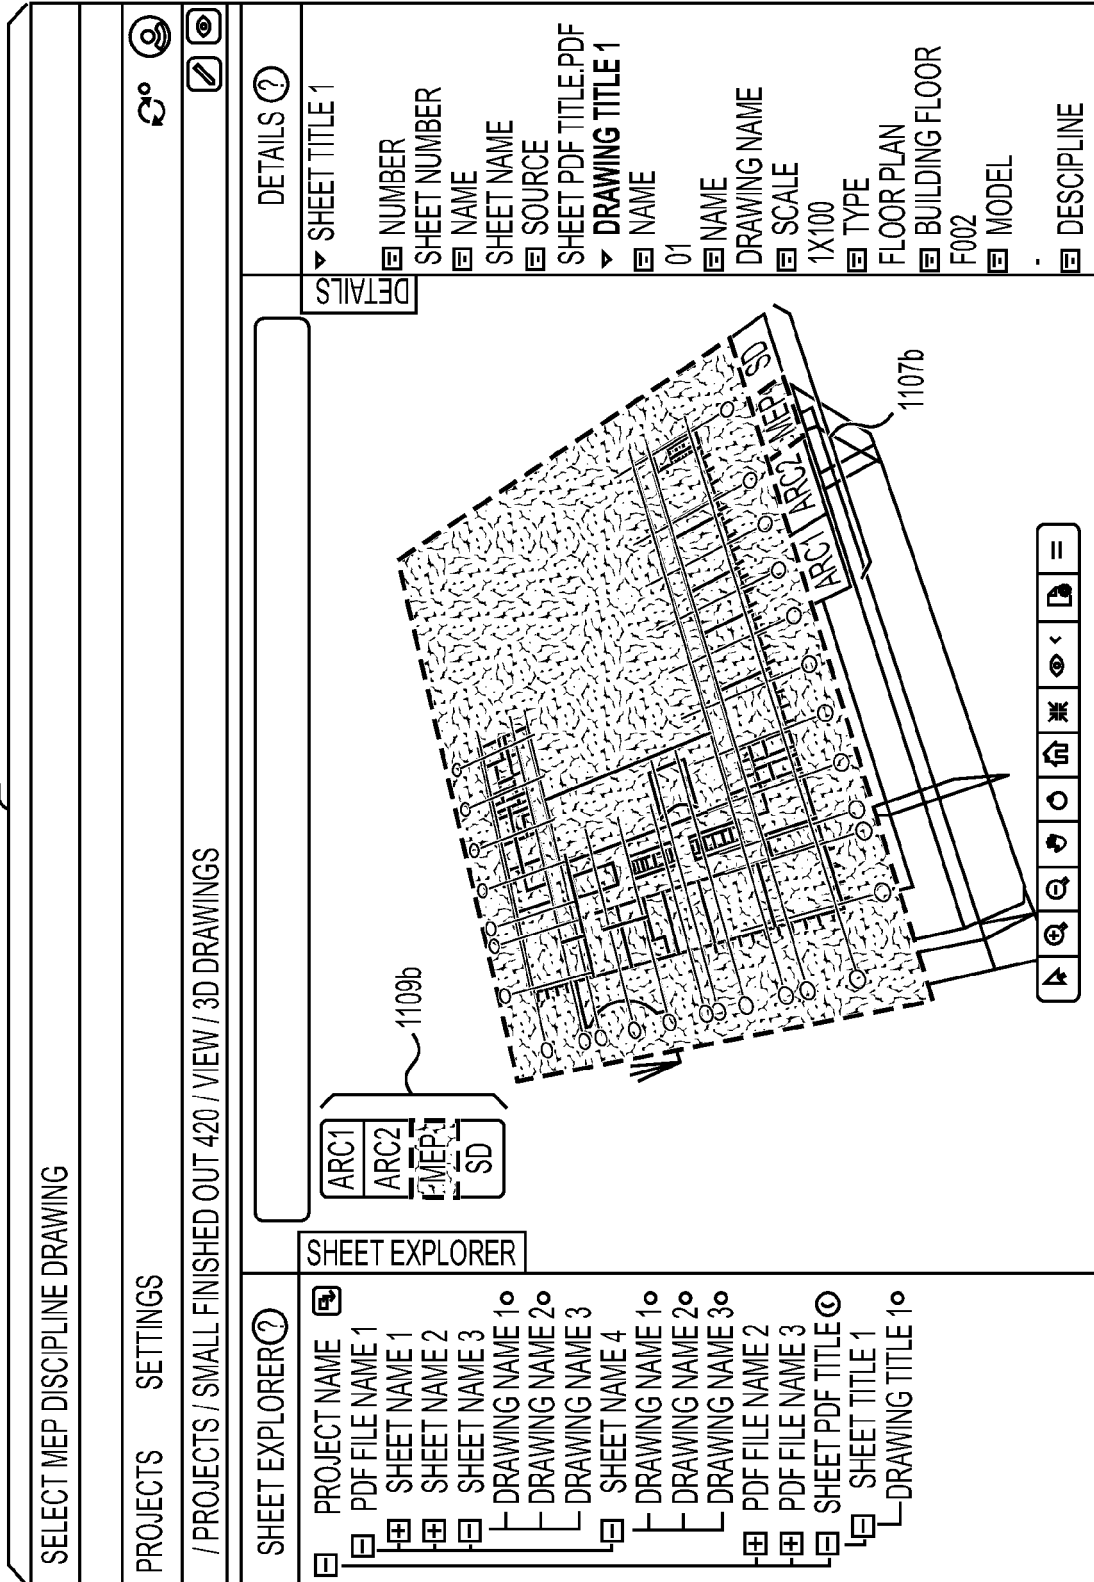 SELECT MEP DISCIPLINE DRAWING
PROJECTS SETTINGS
/ PROJECTS / SMALL FINISHED OUT 420 / VIEW / 3D DRAWINGS
SHEET EXPLORER ?
SHEET EXPLORER
PROJECT NAME
PDF FILE NAME 1
SHEET NAME 1
SHEET NAME 2
SHEET NAME 3
DRAWING NAME 1
DRAWING NAME 2
DRAWING NAME 3
SHEET NAME 4
DRAWING NAME 1
DRAWING NAME 2
DRAWING NAME 3
PDF FILE NAME 2
PDF FILE NAME 3
SHEET PDF TITLE
SHEET TITLE 1
DRAWING TITLE 1
ARC1
ARC2
MEP
SD
1109b
ARC1 ARC2 MEP1 SD
1107b
DETAILS ?
DETAILS
SHEET TITLE 1
NUMBER
SHEET NUMBER
NAME
SHEET NAME
SOURCE
SHEET PDF TITLE.PDF
DRAWING TITLE 1
NAME
01
NAME
DRAWING NAME
SCALE
1X100
TYPE
FLOOR PLAN
BUILDING FLOOR
F002
MODEL
-
DESCIPLINE